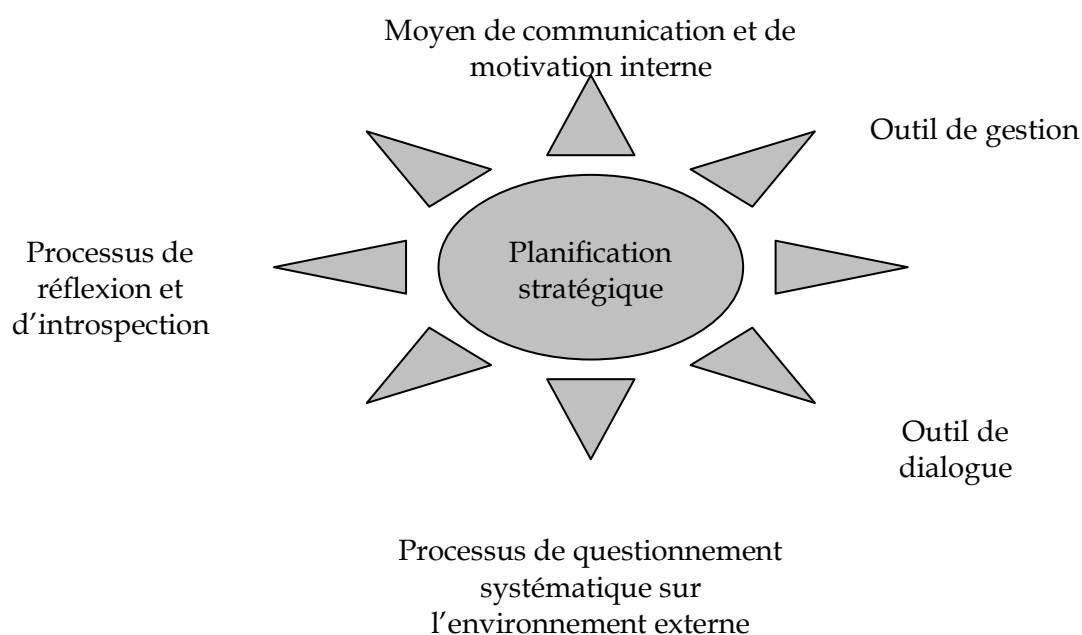 Moyen de communication et de
motivation interne
Outil de gestion
Processus de
réflexion et
d’introspection
Planification
stratégique
Outil de
dialogue
Processus de questionnement
systématique sur
l’environnement externe